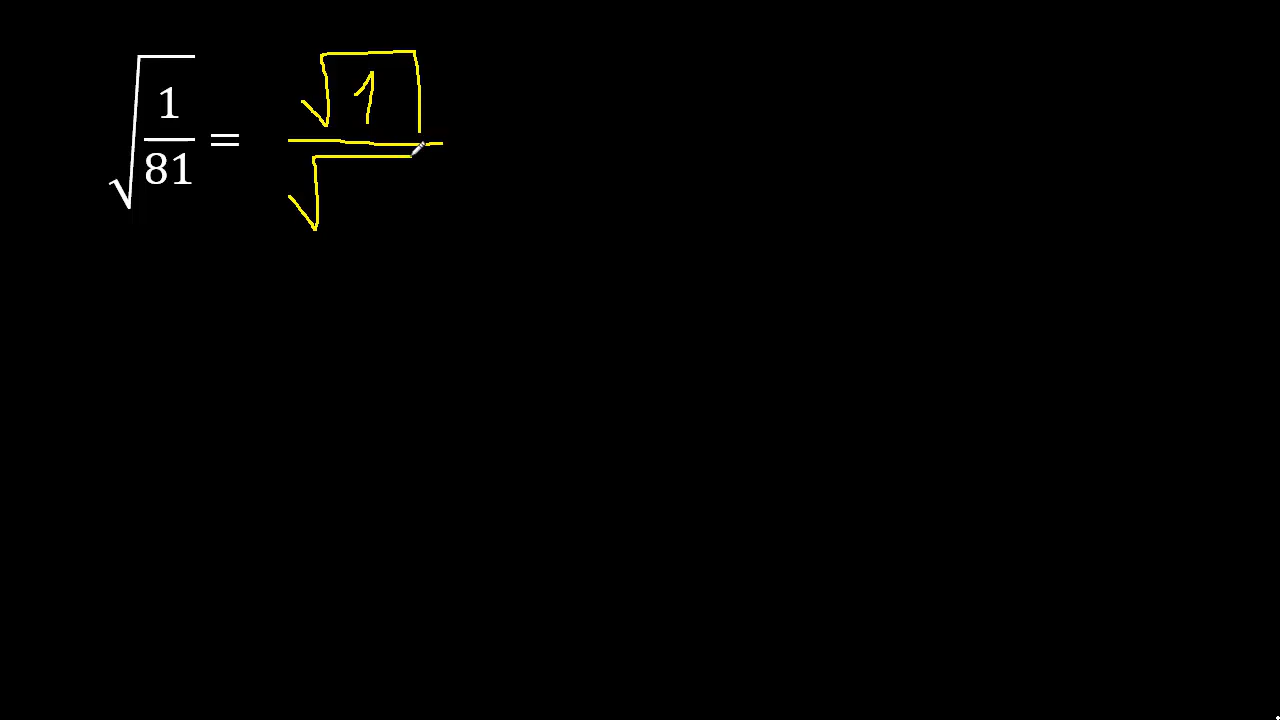 √(1/81) = √1/√